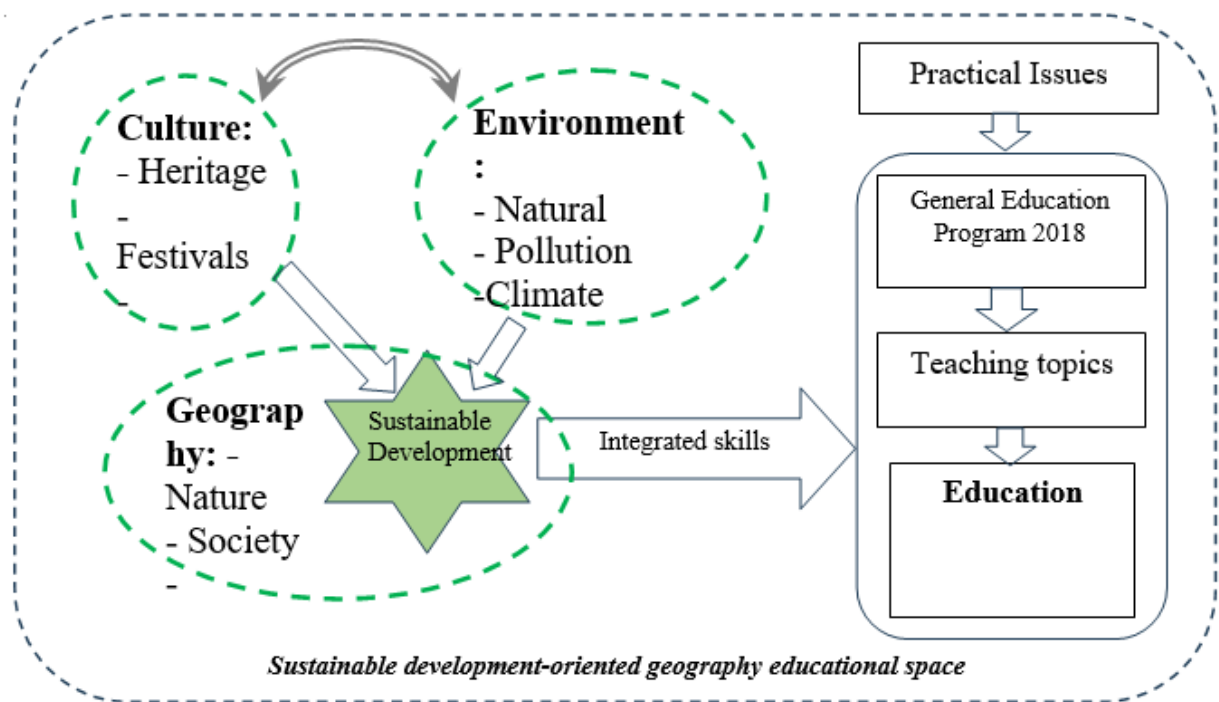 Culture:
- Heritage
-
Festivals
-
Environment
:
- Natural
- Pollution
-Climate
Geograp
hy: -
Nature
- Society
-
Sustainable
Development
Integrated skills
Practical Issues
General Education
Program 2018
Teaching topics
Education
Sustainable development-oriented geography educational space